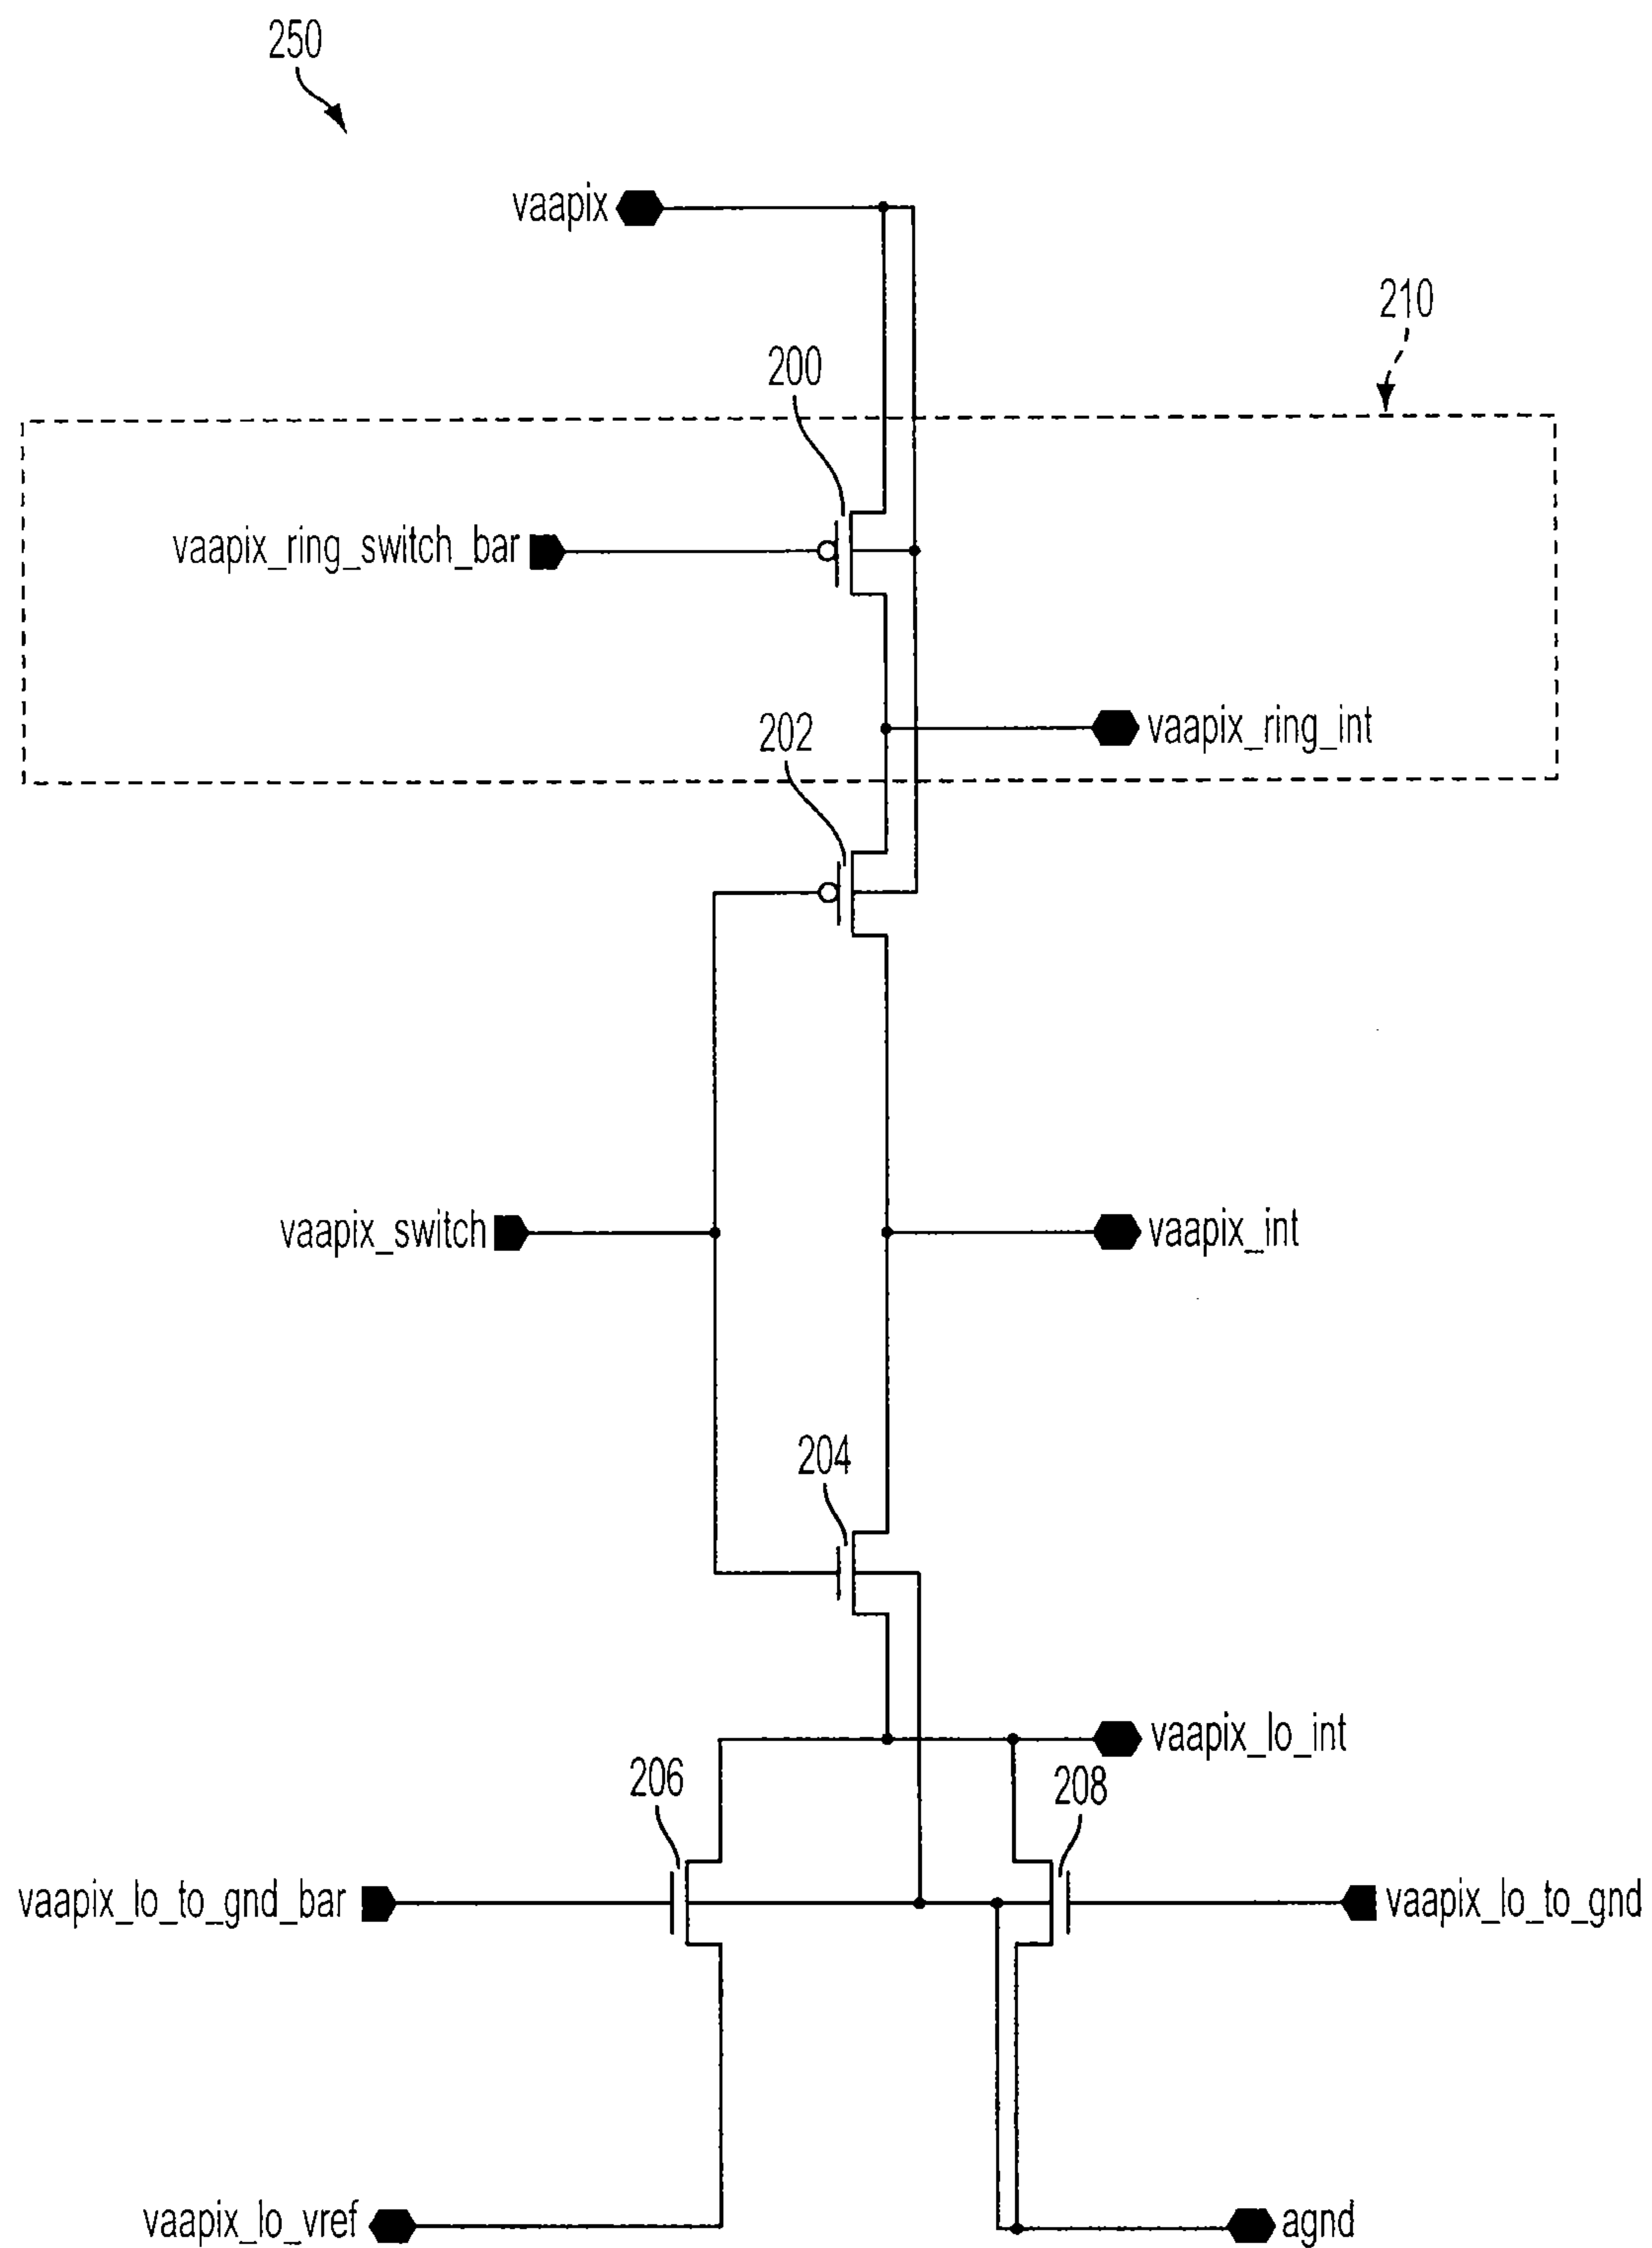 250
vaapix
210
200
vaapix_ring_switch_bar
202
vaapix_ring_int
vaapix_switch
vaapix_int
204
vaapix_lo_int
206
208
vaapix_lo_to_gnd_bar
vaapix_lo_to_gnd
vaapix_lo_vref
agnd